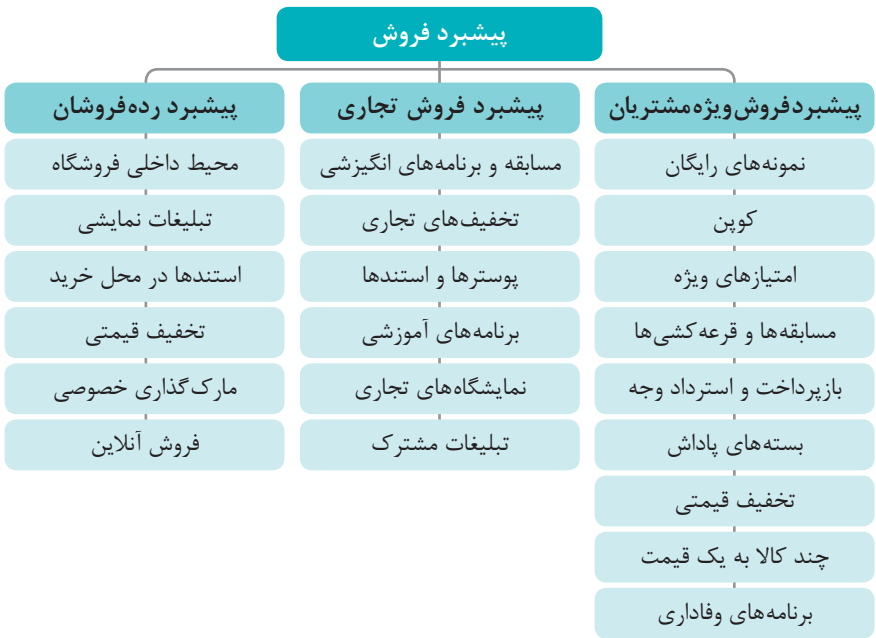 پیشبرد فروش
پیشبردفروش‌ویژه‌مشتریان
نمونه‌های رایگان
کوپن
امتیازهای ویژه
مسابقه‌ها و قرعه‌کشی‌ها
بازپرداخت و استرداد وجه
بسته‌های پاداش
تخفیف قیمتی
چند کالا به یک قیمت
برنامه‌های وفاداری
پیشبرد فروش تجاری
مسابقه و برنامه‌های انگیزشی
تخفیف‌های تجاری
پوسترها و استندها
برنامه‌های آموزشی
نمایشگاه‌های تجاری
تبلیغات مشترک
پیشبرد رده‌فروشان
محیط داخلی فروشگاه
تبلیغات نمایشی
استندها در محل خرید
تخفیف قیمتی
مارک‌گذاری خصوصی
فروش آنلاین